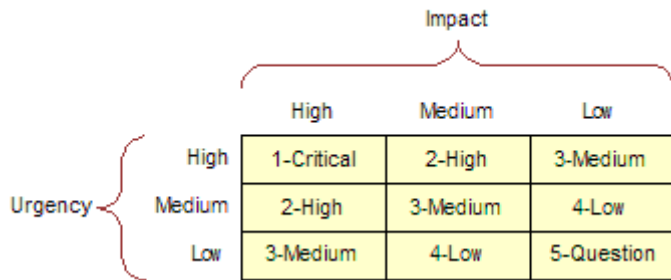 Impact
High Medium Low
High 1-Critical 2-High 3-Medium
Urgency Medium 2-High 3-Medium 4-Low
Low 3-Medium 4-Low 5-Question